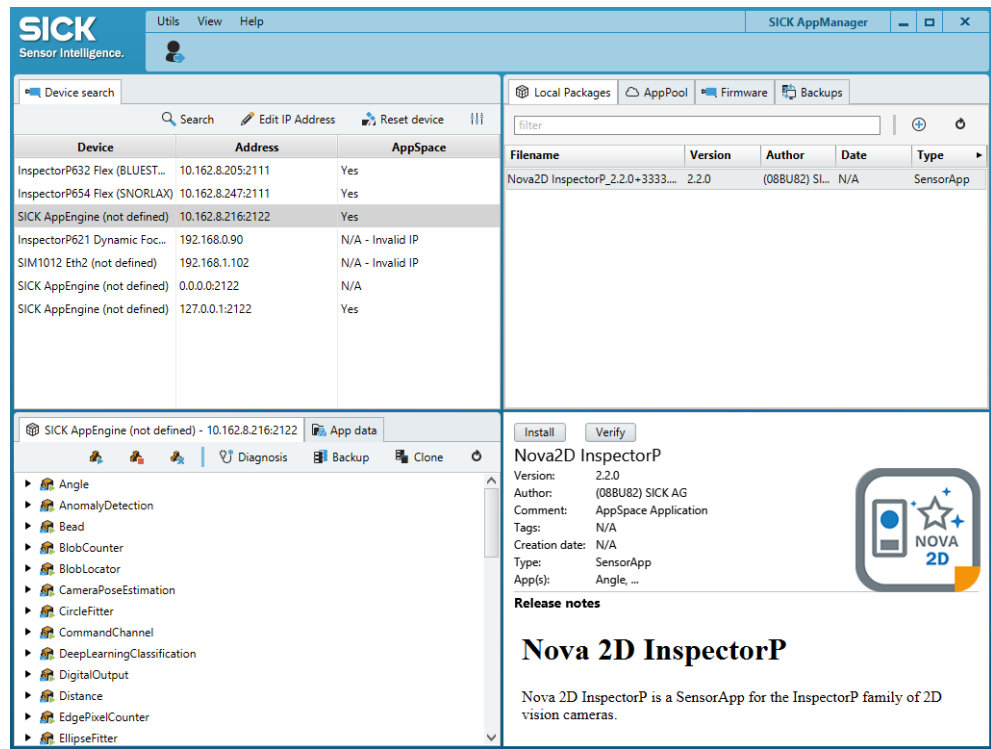 SICK
Sensor Intelligence.
Utils View Help
SICK AppManager
Device search
Search Edit IP Address Reset device
Device Address AppSpace
InspectorP632 Flex (BLUEST... 10.162.8.205:2111 Yes
InspectorP654 Flex (SNORLAX) 10.162.8.247:2111 Yes
SICK AppEngine (not defined) 10.162.8.216:2122 Yes
InspectorP621 Dynamic Foc... 192.168.0.90 N/A - Invalid IP
SIM1012 Eth2 (not defined) 192.168.1.102 N/A - Invalid IP
SICK AppEngine (not defined) 0.0.0.0:2122 N/A
SICK AppEngine (not defined) 127.0.0.1:2122 Yes
Local Packages AppPool Firmware Backups
filter
Filename Version Author Date Type
Nova2D InspectorP_2.2.0+3333.... 2.2.0 (08BU82) SI... N/A SensorApp
SICK AppEngine (not defined) - 10.162.8.216:2122 App data
Diagnosis Backup Clone
Angle
AnomalyDetection
Bead
BlobCounter
BlobLocator
CameraPoseEstimation
CircleFitter
CommandChannel
DeepLearningClassification
DigitalOutput
Distance
EdgePixelCounter
EllipseFitter
Install Verify
Nova2D InspectorP
Version: 2.2.0
Author: (08BU82) SICK AG
Comment: AppSpace Application
Tags: N/A
Creation date: N/A
Type: SensorApp
App(s): Angle, ...
NOVA
2D
Release notes
Nova 2D InspectorP
Nova 2D InspectorP is a SensorApp for the InspectorP family of 2D
vision cameras.